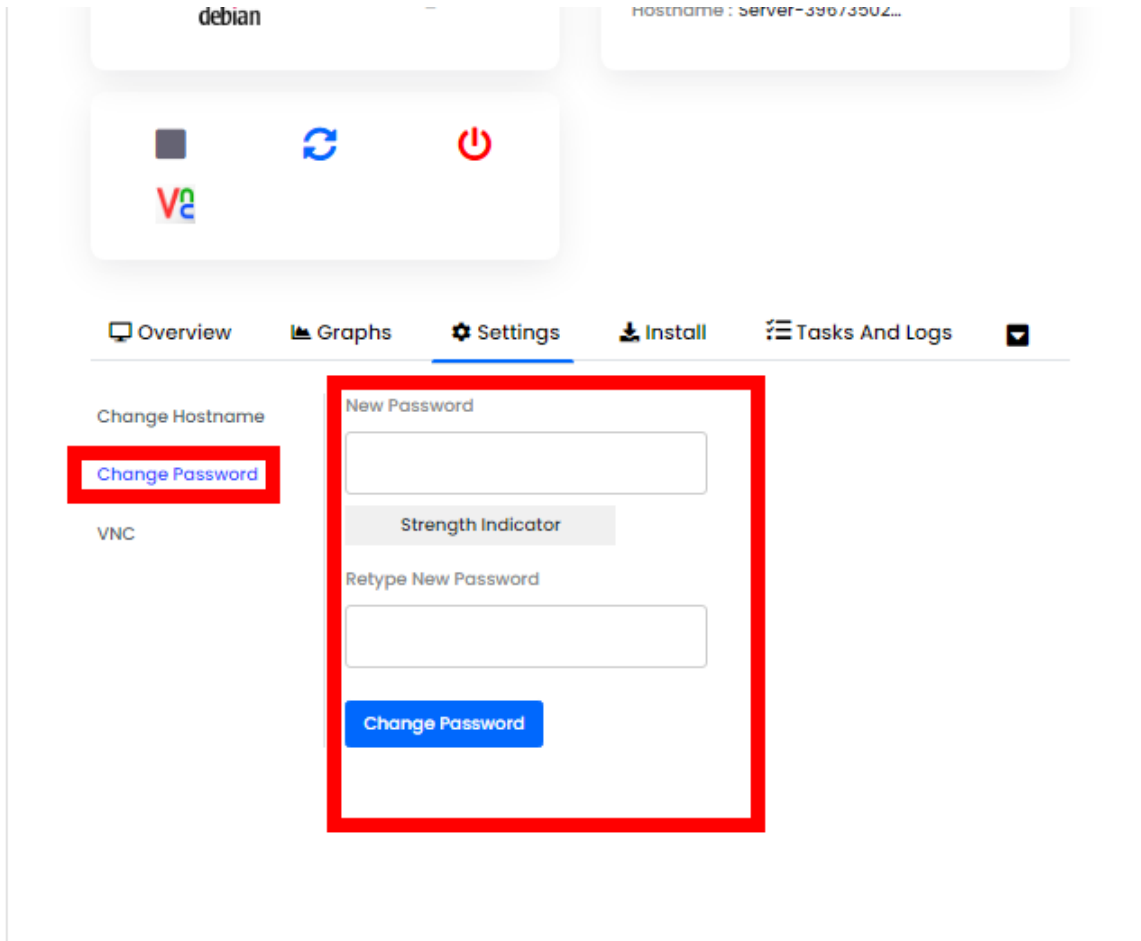 debian
Hostname : Server-39673502...
VNC
Overview Graphs Settings Install Tasks And Logs
Change Hostname
Change Password
VNC
New Password
Strength Indicator
Retype New Password
Change Password